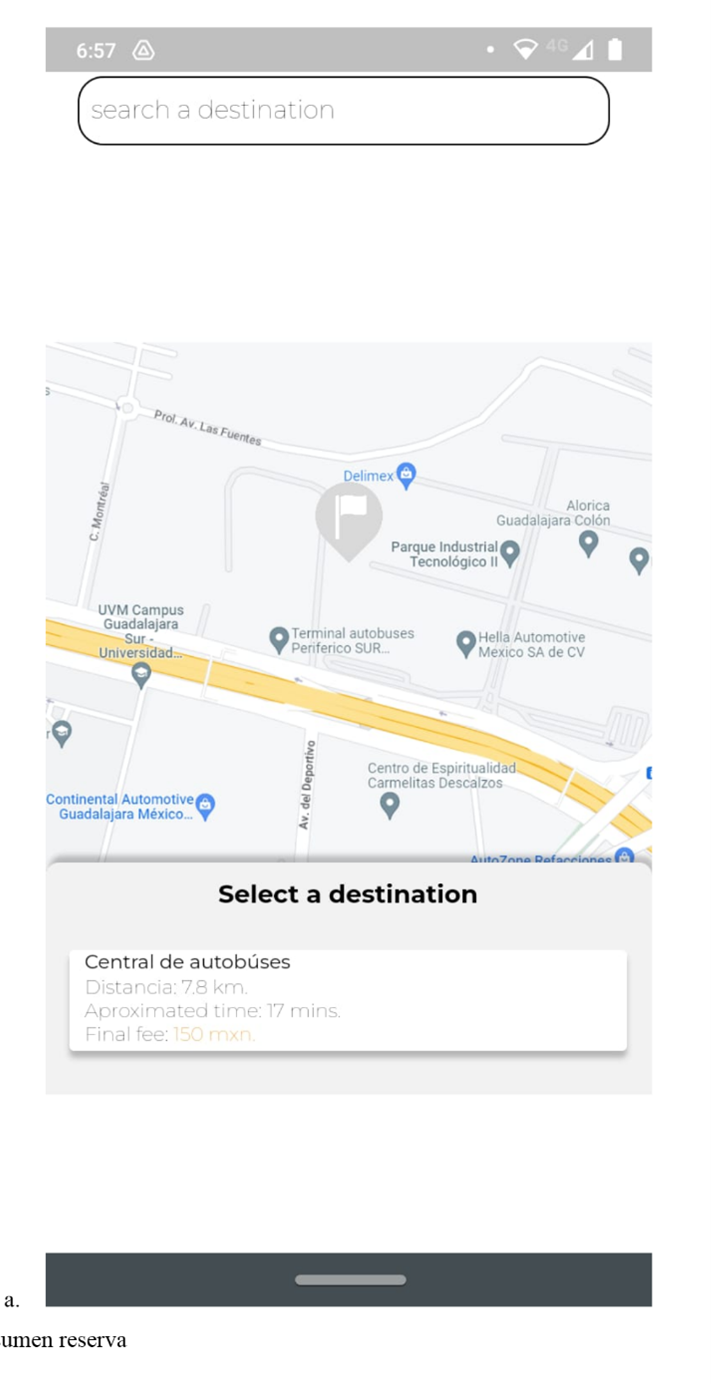 6:57
4G
search a destination
Prol. Av. Las Fuentes
Delimex
C. Montréal
Alorica
Guadalajara Colón
Parque Industrial
Tecnológico II
UVM Campus
Guadalajara
Sur -
Universidad...
Terminal autobuses
Periferico SUR...
Hella Automotive
Mexico SA de CV
Av. del Deportivo
Centro de Espiritualidad
Carmelitas Descalzos
Continental Automotive
Guadalajara México...
AutoZone Refacciones
Select a destination
Central de autobúses
Distancia: 7.8 km.
Aproximated time: 17 mins.
Final fee: 150 mxn.
a.
sumen reserva